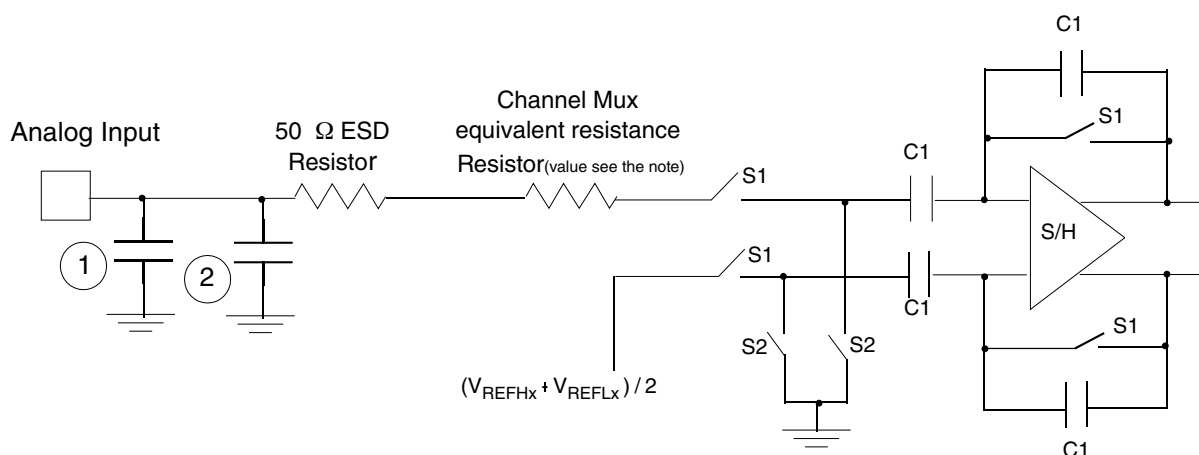 C1
Channel Mux
Analog Input
50 Ω ESD
equivalent resistance
S1
Resistor
Resistor(value see the note)
C1
S1
S/H
1
2
S1
C1
S1
S2
S2
(VREFHx + VREFLx) / 2
C1